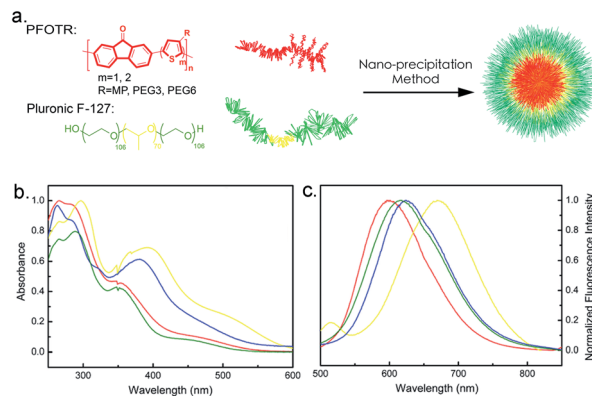 a.
PFOTR:
O
R
S
m
n
m=1, 2
R=MP, PEG3, PEG6
Pluronic F-127:
HO
O
106
O
70
O
H
106
Nano-precipitation
Method
b.
1.0
0.8
0.6
0.4
0.2
0.0
Absorbance
300
400
500
600
Wavelength (nm)
c.
500
600
700
800
Wavelength (nm)
1.0
0.8
0.6
0.4
0.2
0.0
Normalized Fluorescence Intensity